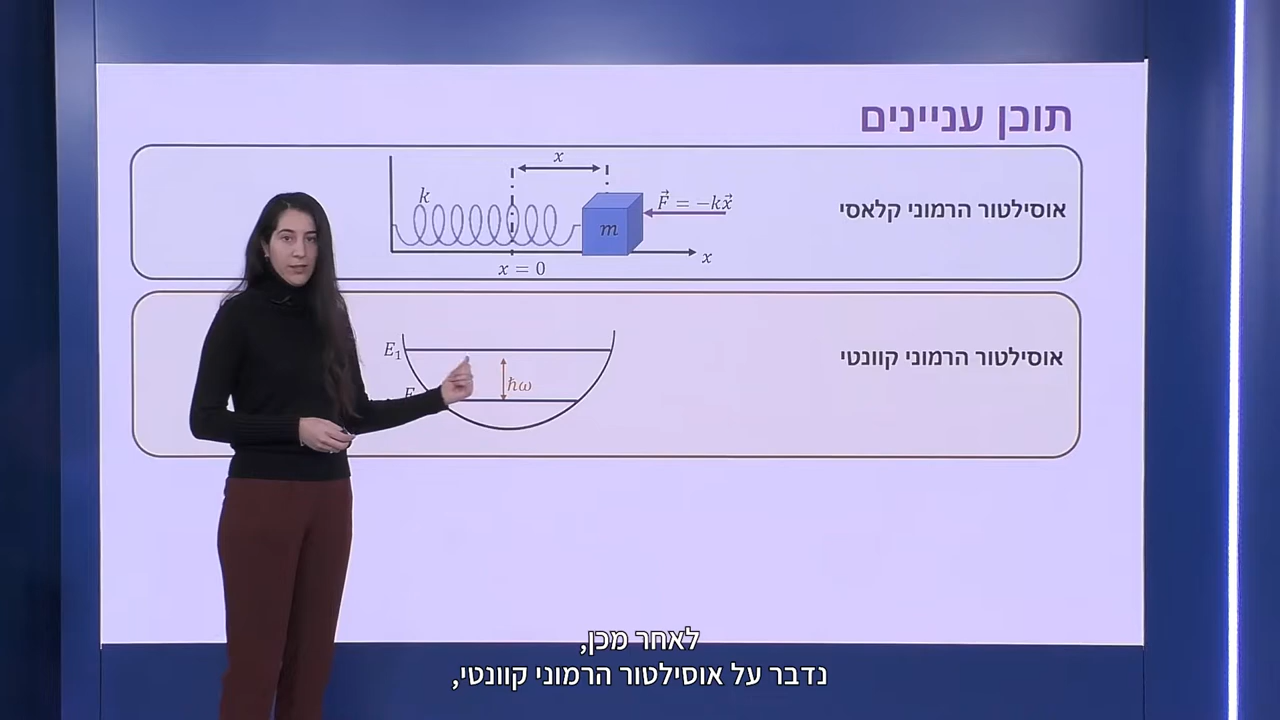 תוכן עניינים
אוסילטור הרמוני קלאסי
x
k
F⃗ = −kx⃗
m
x
x = 0
אוסילטור הרמוני קוונטי
E₁
ħω
E
לאחר מכן,
נדבר על אוסילטור הרמוני קוונטי,